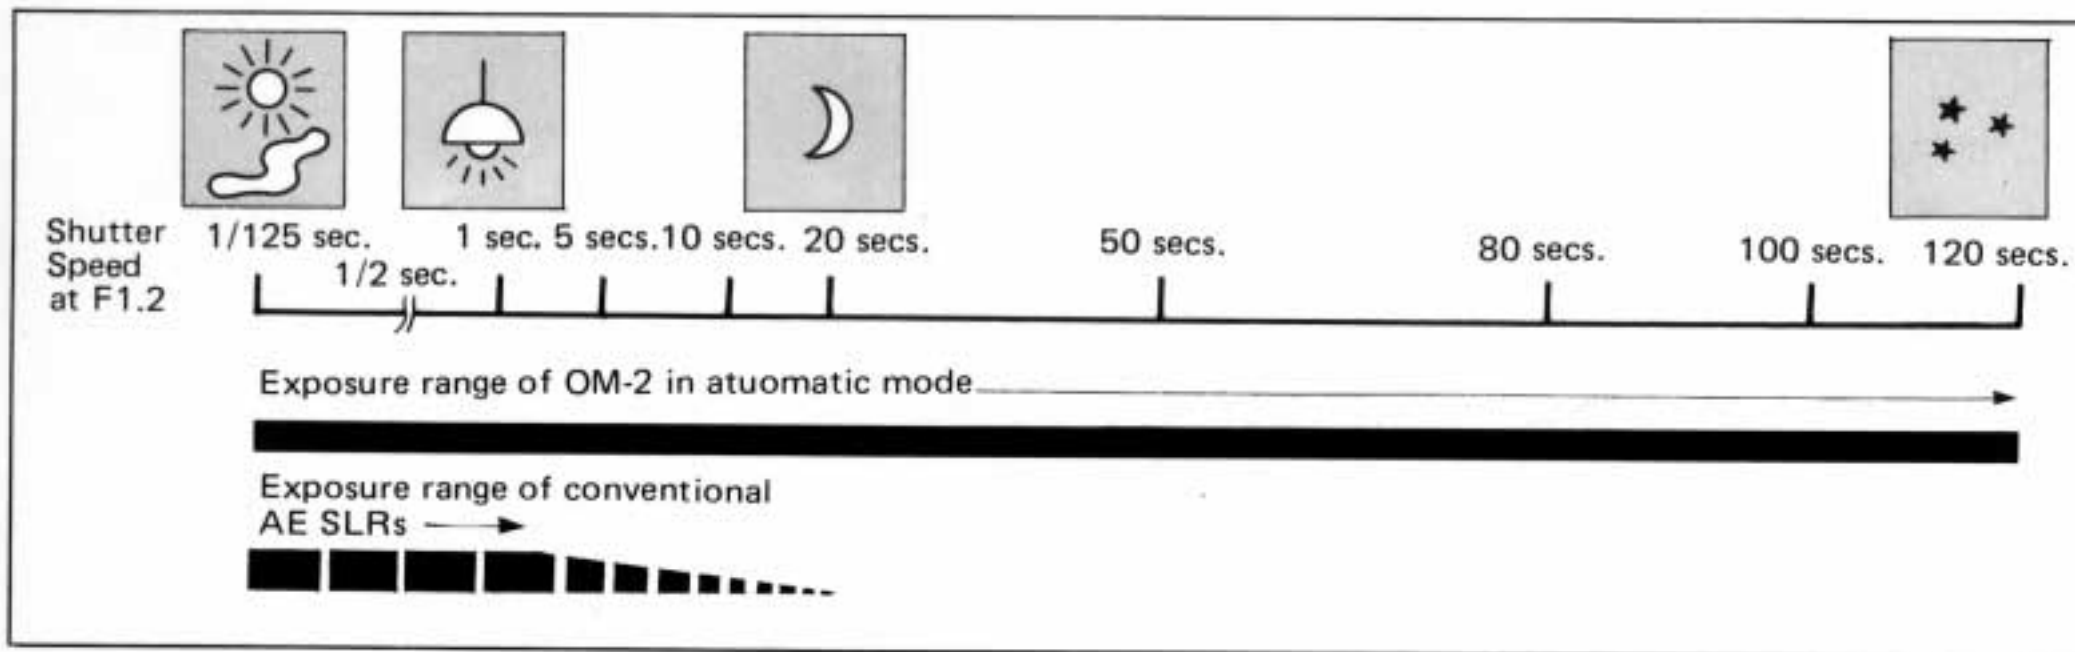 Shutter
Speed
at F1.2
1/125 sec.
1/2 sec.
1 sec.
5 secs.
10 secs.
20 secs.
50 secs.
80 secs.
100 secs.
120 secs.
Exposure range of OM-2 in atuomatic mode
Exposure range of conventional
AE SLRs